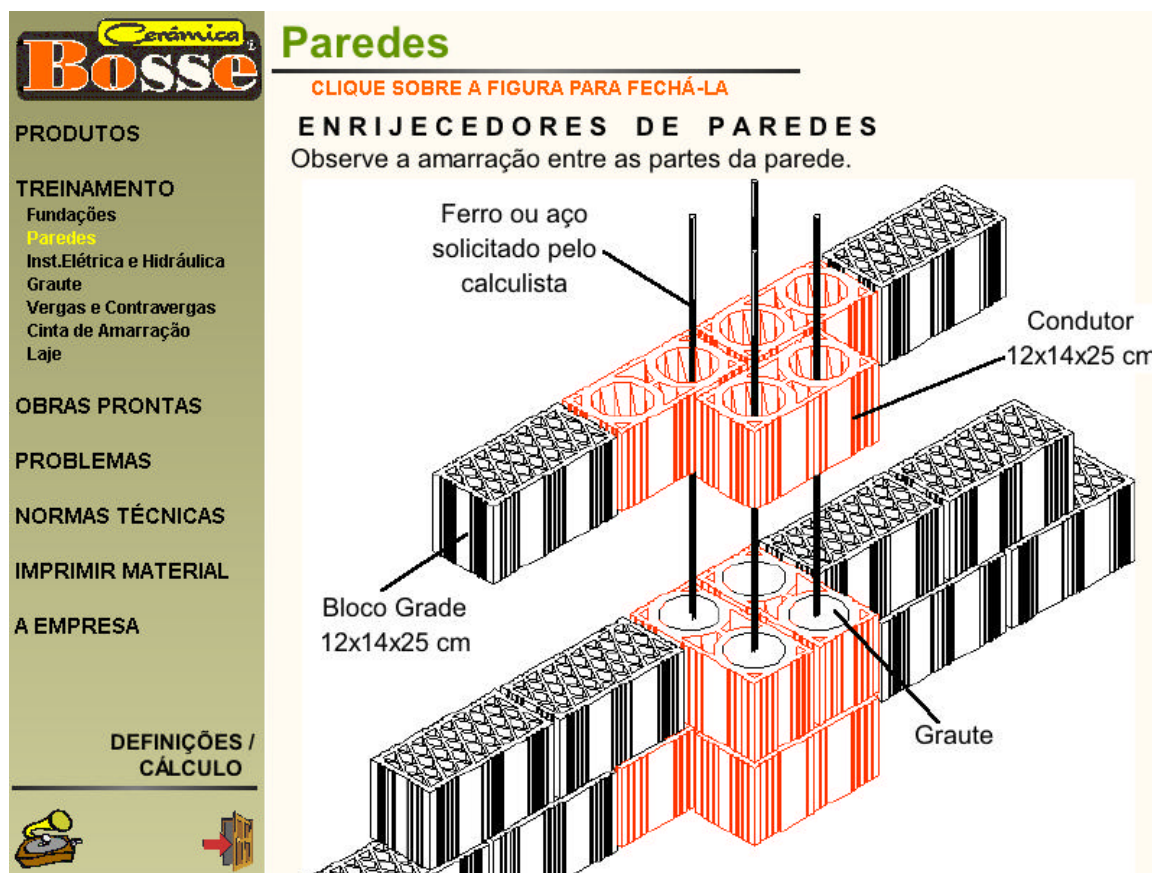 Cerâmica
Bosse
PRODUTOS
TREINAMENTO
Fundações
Paredes
Inst.Elétrica e Hidráulica
Graute
Vergas e Contravergas
Cinta de Amarração
Laje
OBRAS PRONTAS
PROBLEMAS
NORMAS TÉCNICAS
IMPRIMIR MATERIAL
A EMPRESA
DEFINIÇÕES /
CÁLCULO
Paredes
CLIQUE SOBRE A FIGURA PARA FECHÁ-LA
ENRIJECEDORES DE PAREDES
Observe a amarração entre as partes da parede.
Ferro ou aço
solicitado pelo
calculista
Condutor
12x14x25 cm
Bloco Grade
12x14x25 cm
Graute